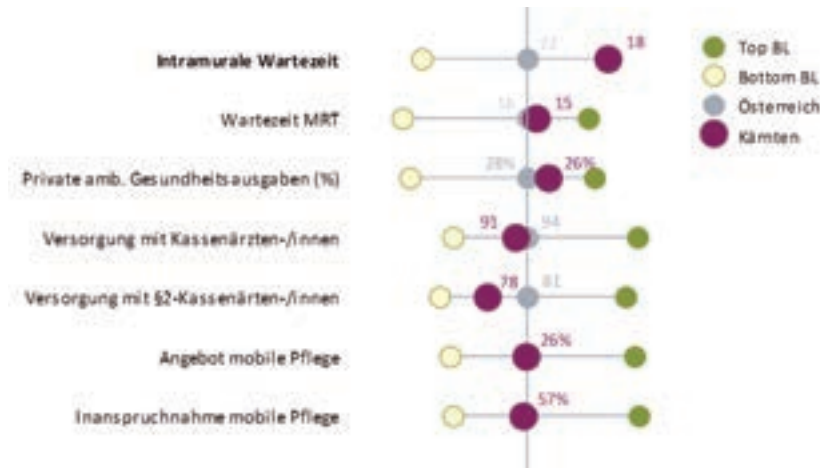 Intramurale Wartezeit 22 18
Wartezeit MRT 16 15
Private amb. Gesundheitsausgaben (%) 28% 26%
Versorgung mit Kassenärzten-/innen 91 94
Versorgung mit §2-Kassenärten-/innen 78 81
Angebot mobile Pflege 26%
Inanspruchnahme mobile Pflege 57%
Top BL
Bottom BL
Österreich
Kärnten